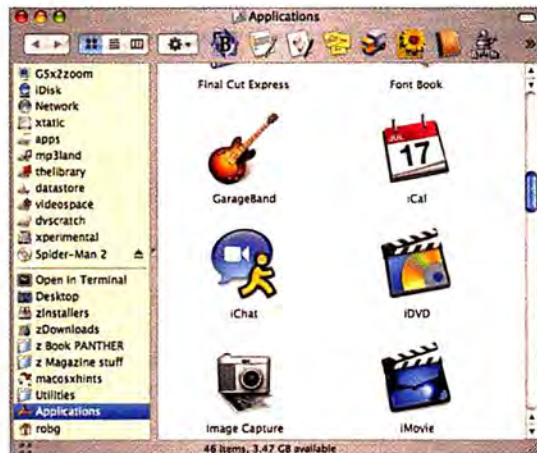 Applications
G5x2zoom
iDisk
Network
xtatic
apps
mp3land
thelibrary
datastore
videospace
dvscratch
xperimental
Spider-Man 2
Open in Terminal
Desktop
zInstallers
zDownloads
z Book PANTHER
z Magazine stuff
macosxhints
Utilities
Applications
robg
Final Cut Express
Font Book
JUL
17
GarageBand
iCal
iChat
iDVD
Image Capture
iMovie
46 items, 3.47 GB available